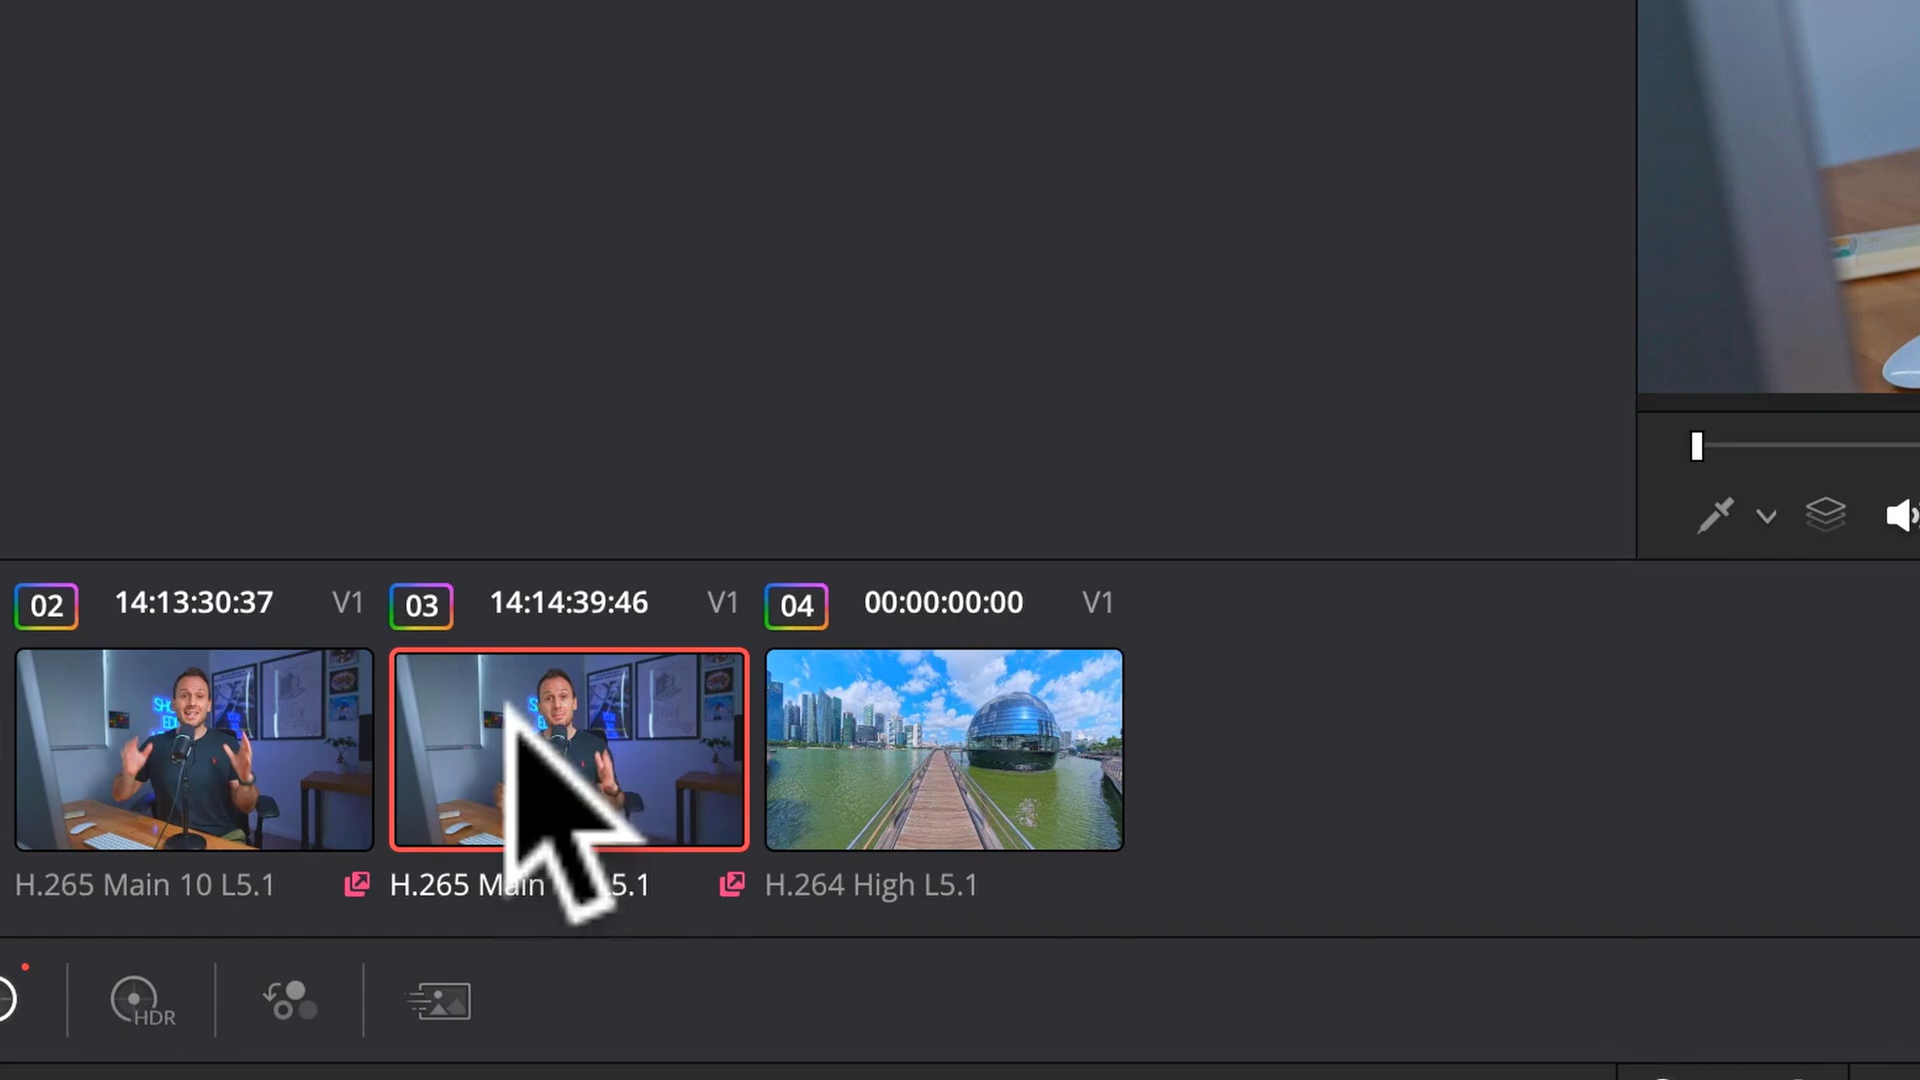 02 14:13:30:37 V1 03 14:14:39:46 V1 04 00:00:00:00 V1
H.265 Main 10 L5.1 H.265 Main L5.1 H.264 High L5.1
HDR